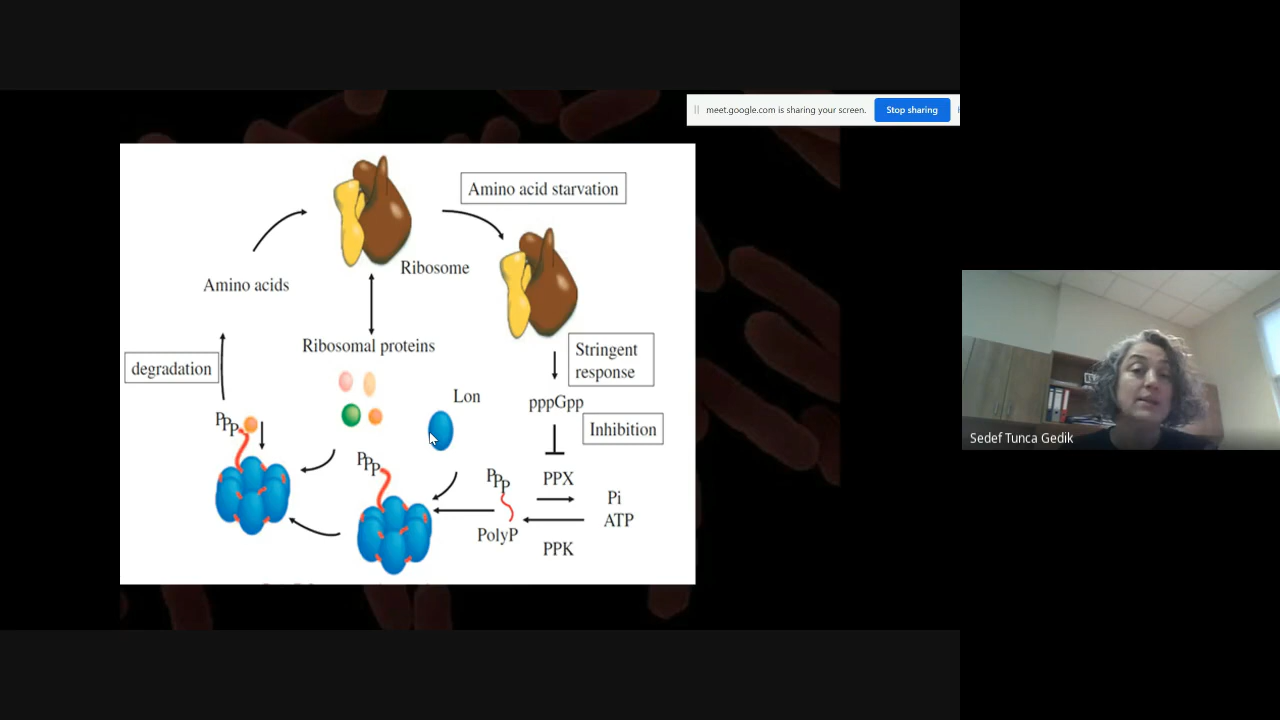 meet.google.com is sharing your screen.
Stop sharing
Amino acid starvation
Ribosome
Amino acids
Ribosomal proteins
Stringent
response
degradation
Lon
pppGpp
Inhibition
PPP
PPP
PPP
PPX
Pi
ATP
PolyP
PPK
Sedef Tunca Gedik